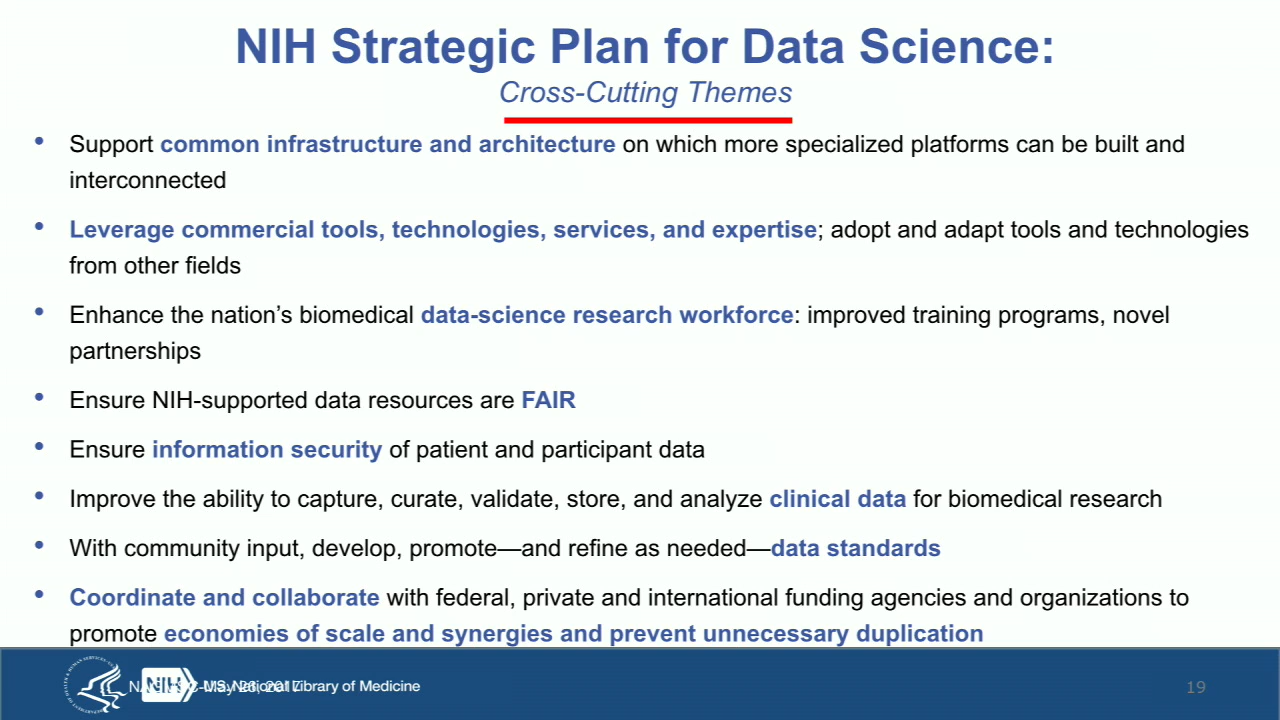 NIH Strategic Plan for Data Science:
Cross-Cutting Themes
• Support common infrastructure and architecture on which more specialized platforms can be built and
interconnected
• Leverage commercial tools, technologies, services, and expertise; adopt and adapt tools and technologies
from other fields
• Enhance the nation’s biomedical data-science research workforce: improved training programs, novel
partnerships
• Ensure NIH-supported data resources are FAIR
• Ensure information security of patient and participant data
• Improve the ability to capture, curate, validate, store, and analyze clinical data for biomedical research
• With community input, develop, promote—and refine as needed—data standards
• Coordinate and collaborate with federal, private and international funding agencies and organizations to
promote economies of scale and synergies and prevent unnecessary duplication
NIH U.S. National Library of Medicine
19